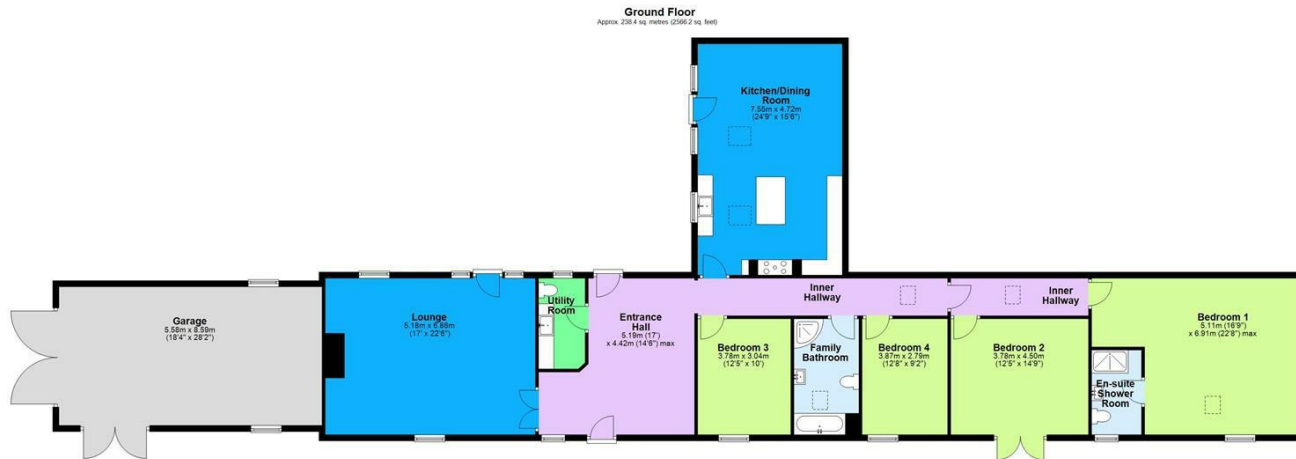 Ground Floor
Approx. 238.4 sq. metres (2566.2 sq. feet)
Kitchen/Dining
Room
7.55m x 4.72m
(24'9" x 15'6")
Garage
5.58m x 8.59m
(18'4" x 28'2")
Lounge
5.18m x 6.86m
(17' x 22'6")
Utility
Room
Entrance
Hall
5.19m (17')
x 4.42m (14'6") max
Inner
Hallway
Inner
Hallway
Bedroom 3
3.78m x 3.04m
(12'5" x 10')
Family
Bathroom
Bedroom 4
3.87m x 2.79m
(12'8" x 9'2")
Bedroom 2
3.78m x 4.50m
(12'5" x 14'9")
Bedroom 1
5.11m (16'9")
x 6.91m (22'8") max
En-suite
Shower
Room